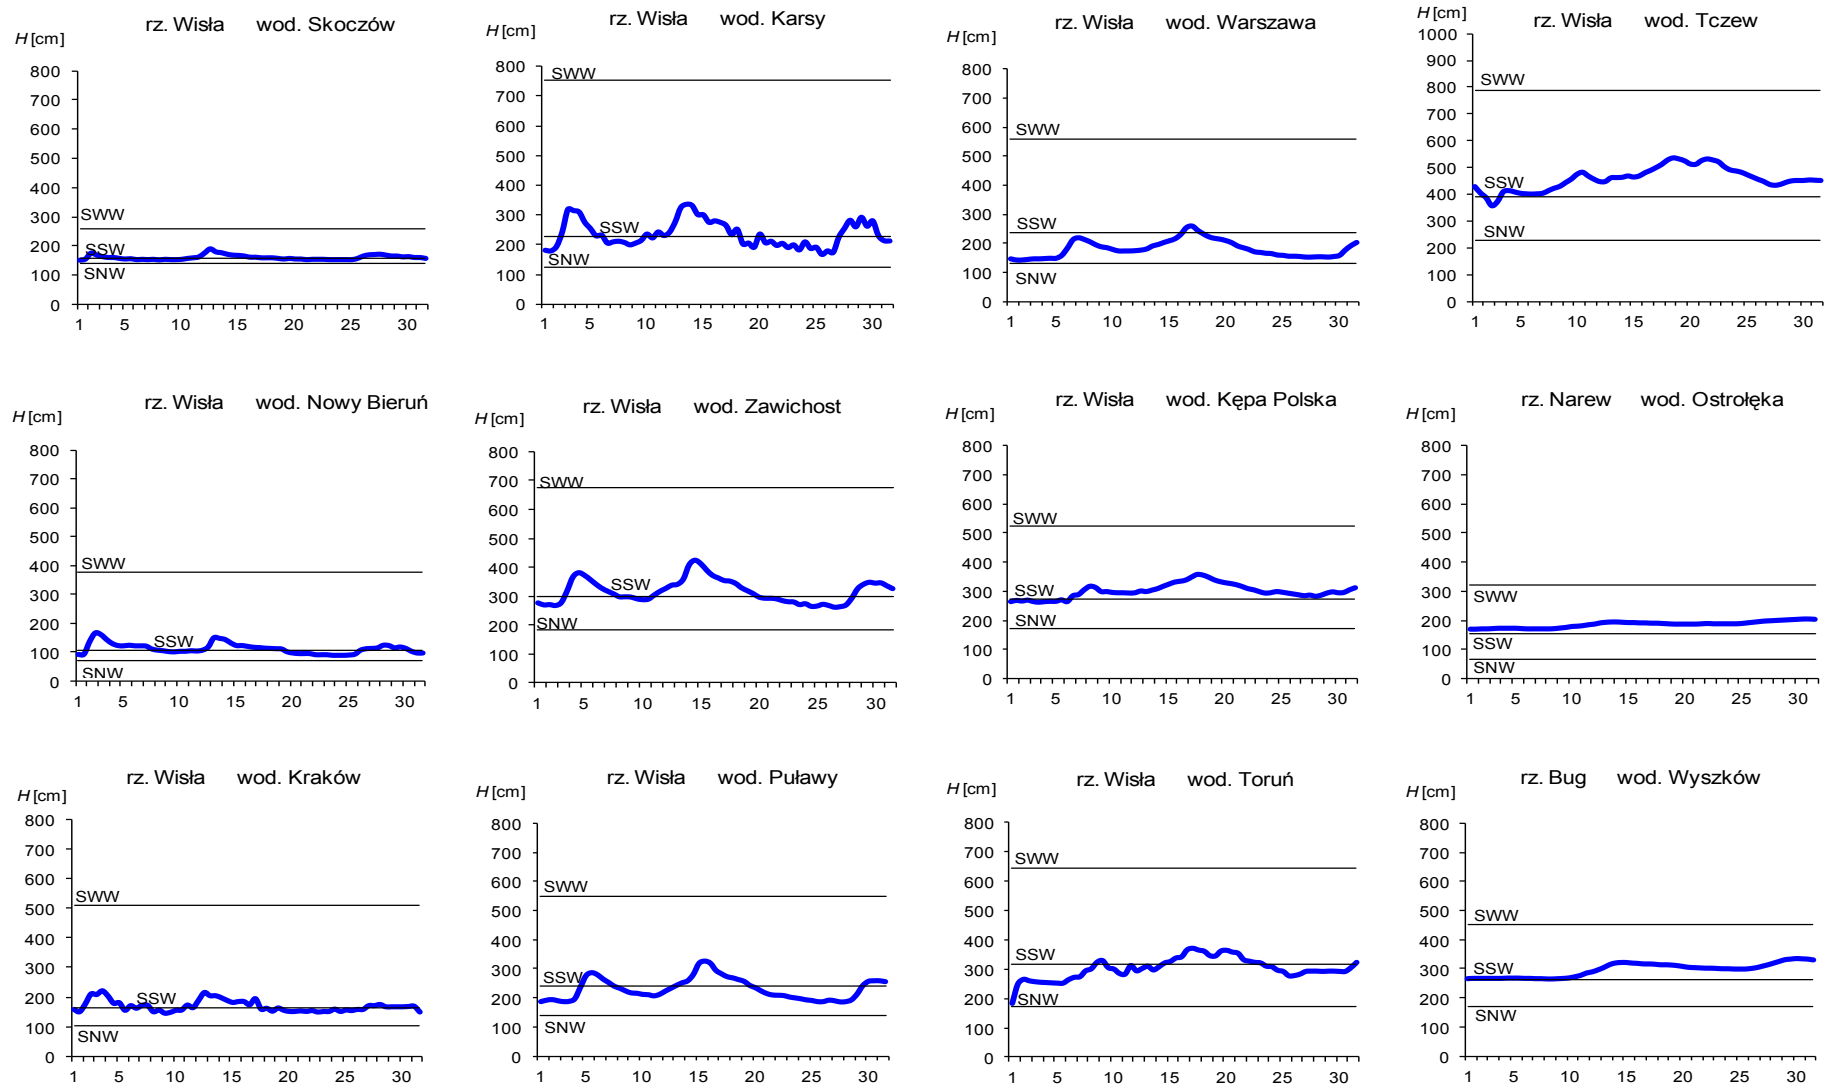 rz. Wisła wod. Skoczów
H [cm]
800
700
600
500
400
300
200
100
0
SWW
SSW
SNW
1 5 10 15 20 25 30
rz. Wisła wod. Karsy
H [cm]
800
700
600
500
400
300
200
100
0
SWW
SSW
SNW
1 5 10 15 20 25 30
rz. Wisła wod. Warszawa
H [cm]
800
700
600
500
400
300
200
100
0
SWW
SSW
SNW
1 5 10 15 20 25 30
rz. Wisła wod. Tczew
H [cm]
1000
900
800
700
600
500
400
300
200
100
0
SWW
SSW
SNW
1 5 10 15 20 25 30
rz. Wisła wod. Nowy Bieruń
H [cm]
800
700
600
500
400
300
200
100
0
SWW
SSW
SNW
1 5 10 15 20 25 30
rz. Wisła wod. Zawichost
H [cm]
800
700
600
500
400
300
200
100
0
SWW
SSW
SNW
1 5 10 15 20 25 30
rz. Wisła wod. Kępa Polska
H [cm]
800
700
600
500
400
300
200
100
0
SWW
SSW
SNW
1 5 10 15 20 25 30
rz. Narew wod. Ostrołęka
H [cm]
800
700
600
500
400
300
200
100
0
SWW
SSW
SNW
1 5 10 15 20 25 30
rz. Wisła wod. Kraków
H [cm]
800
700
600
500
400
300
200
100
0
SWW
SSW
SNW
1 5 10 15 20 25 30
rz. Wisła wod. Puławy
H [cm]
800
700
600
500
400
300
200
100
0
SWW
SSW
SNW
1 5 10 15 20 25 30
rz. Wisła wod. Toruń
H [cm]
800
700
600
500
400
300
200
100
0
SWW
SSW
SNW
1 5 10 15 20 25 30
rz. Bug wod. Wyszków
H [cm]
800
700
600
500
400
300
200
100
0
SWW
SSW
SNW
1 5 10 15 20 25 30